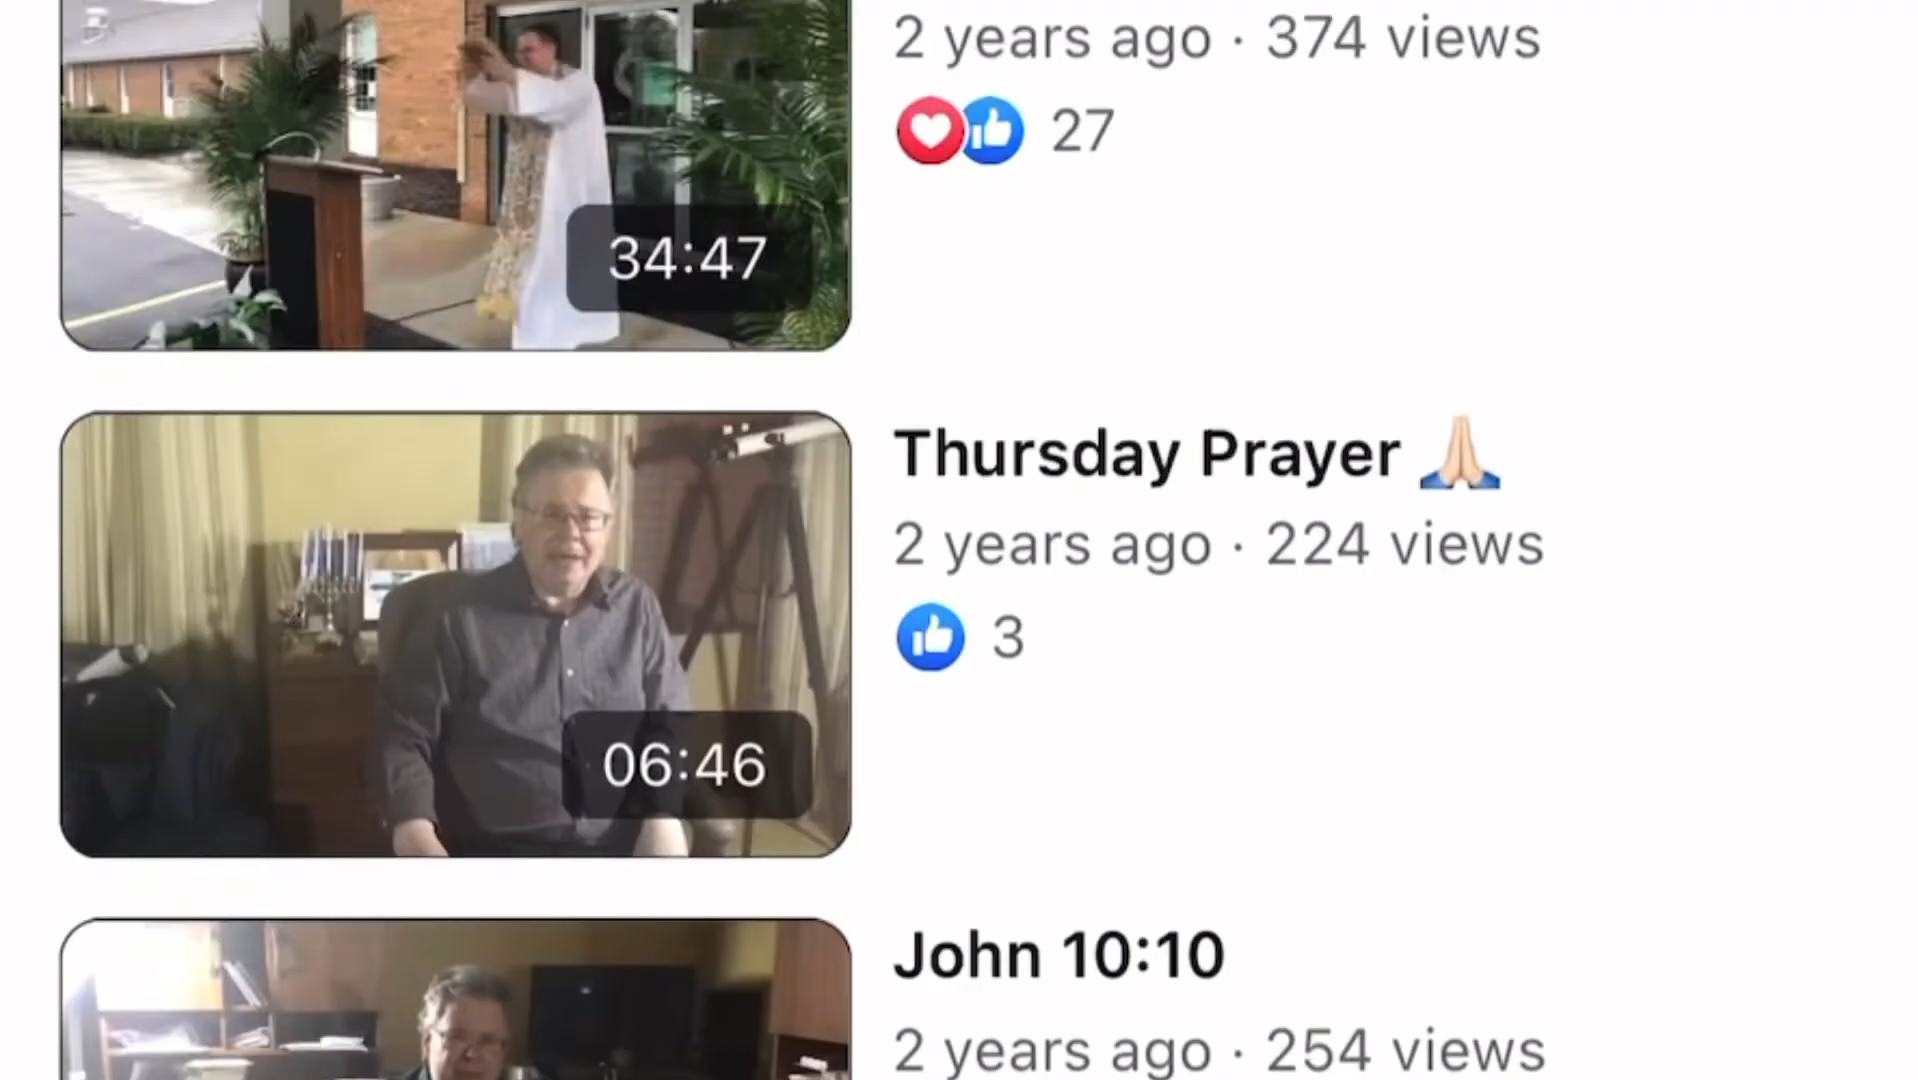 2 years ago · 374 views
27
34:47
Thursday Prayer 🙏🏻
2 years ago · 224 views
3
06:46
John 10:10
2 years ago · 254 views